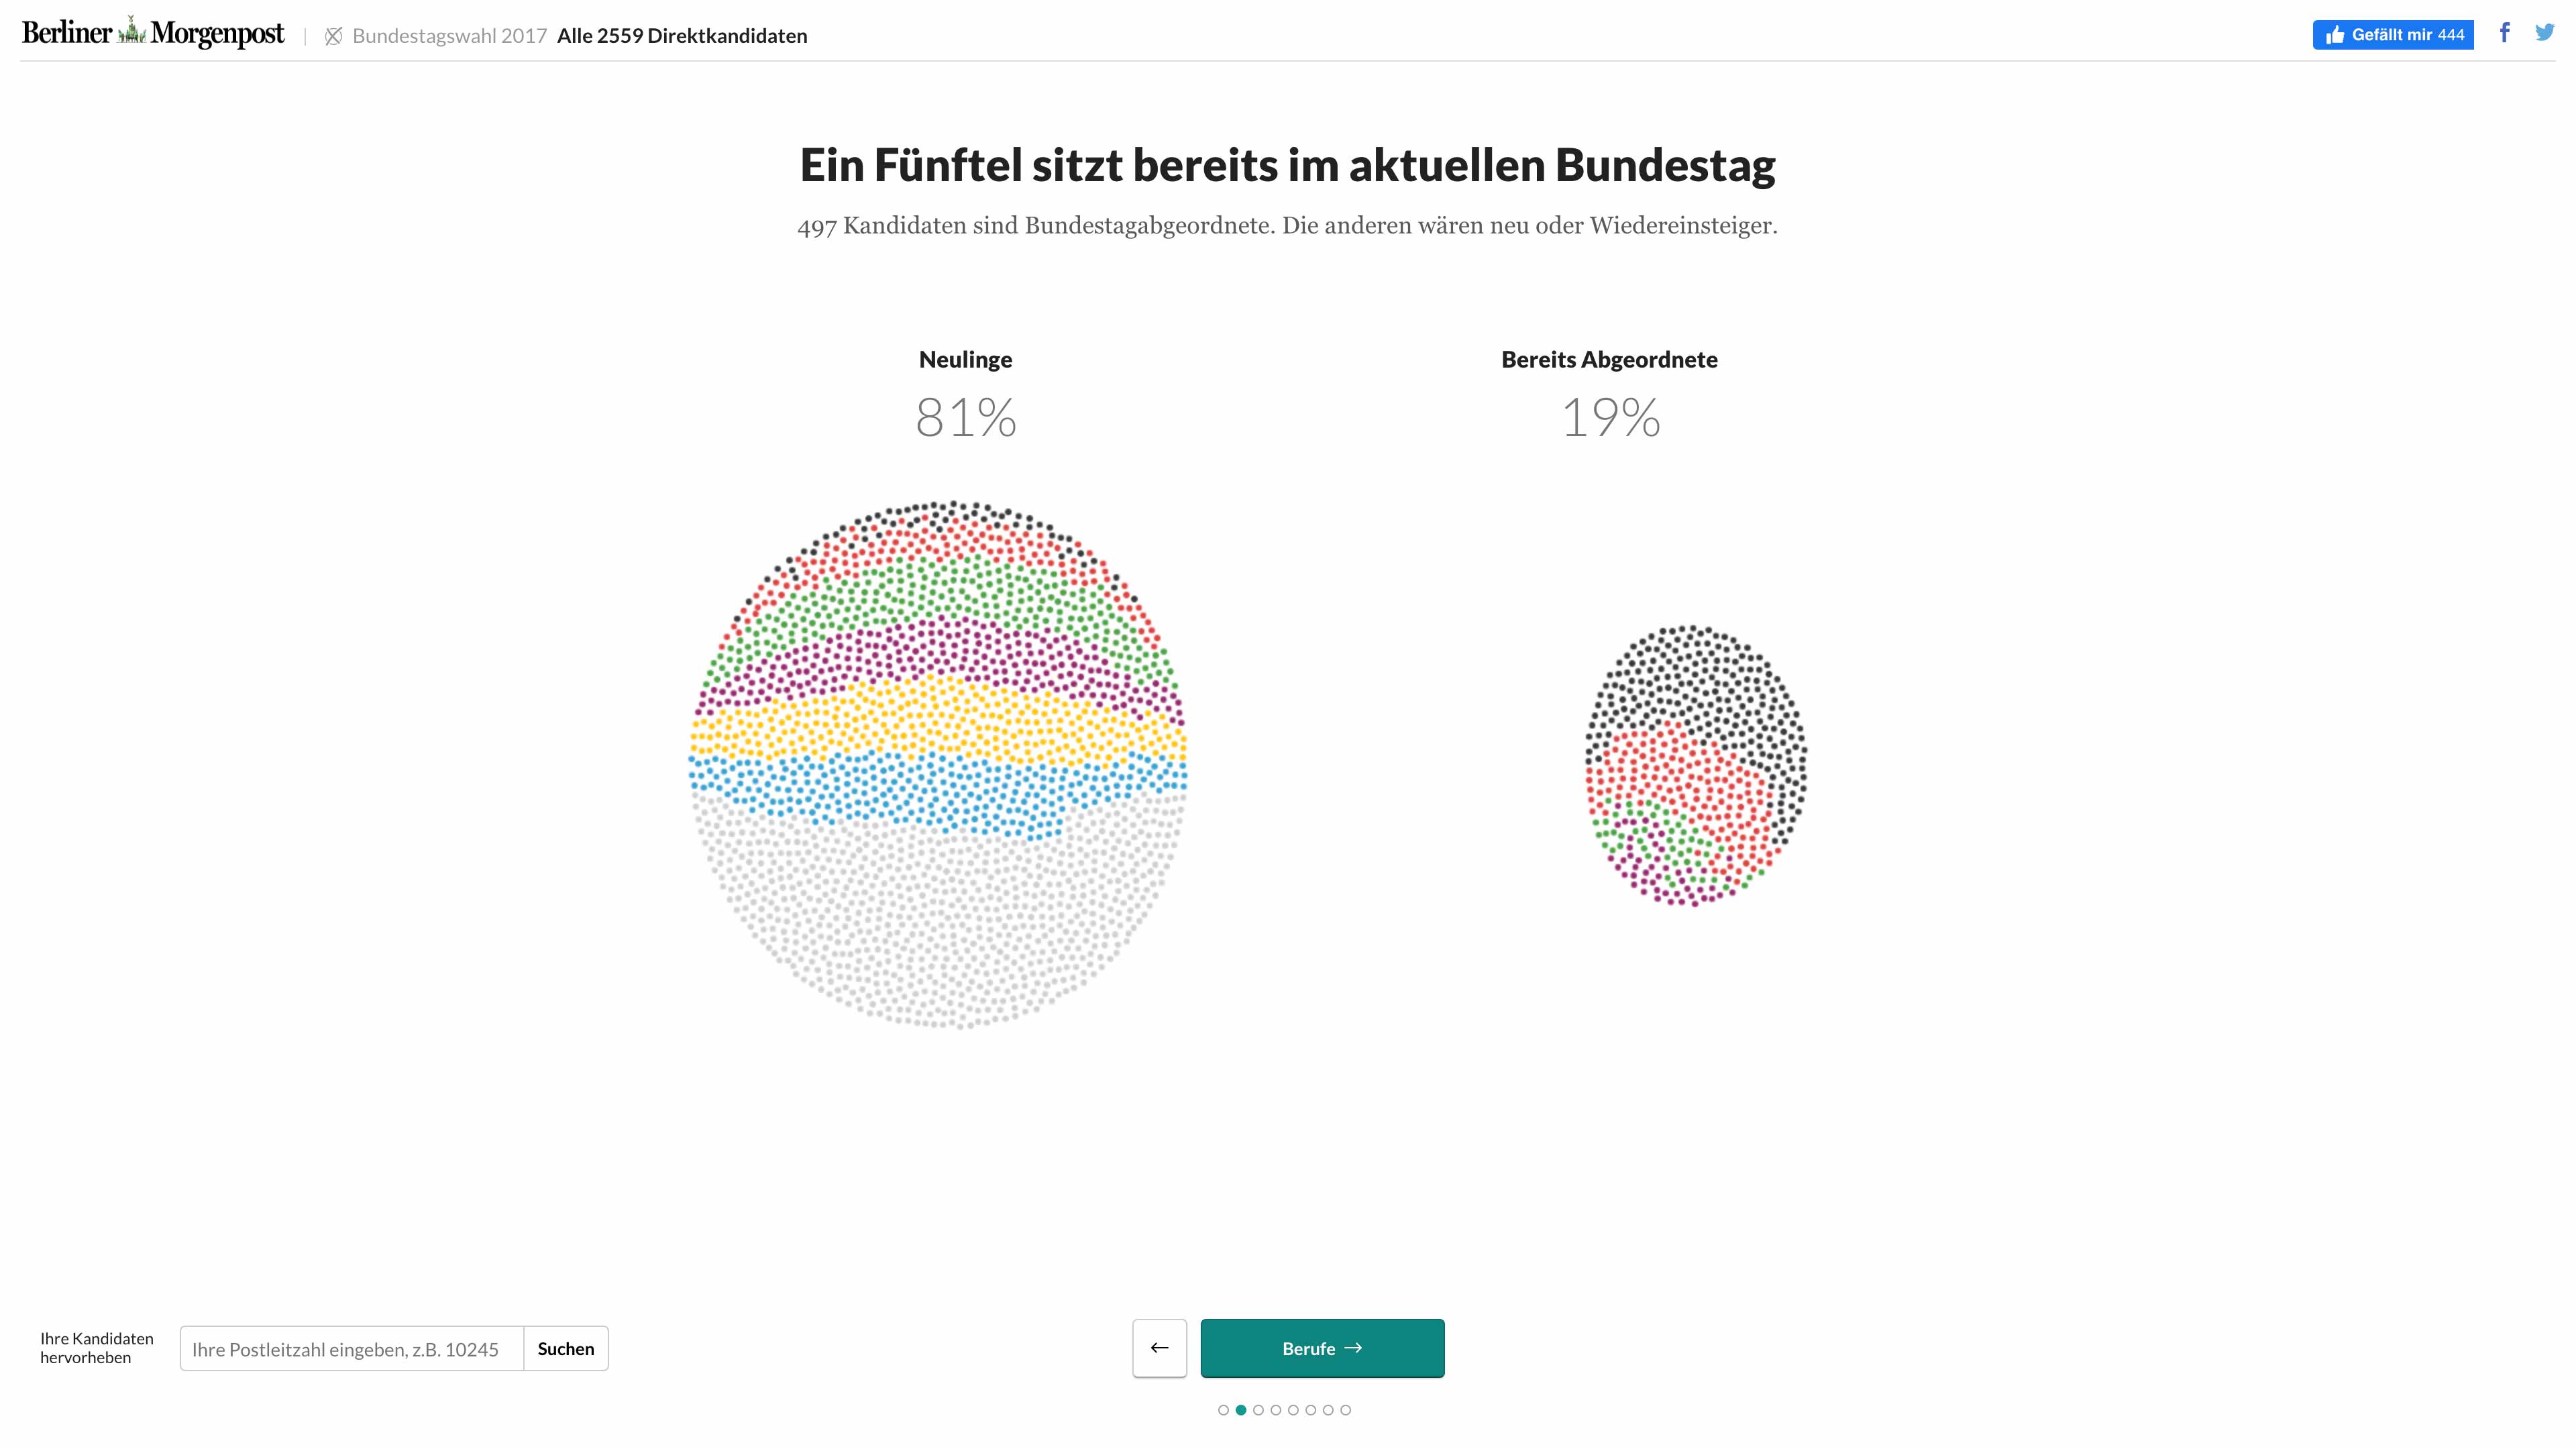 Berliner Morgenpost | Bundestagswahl 2017 Alle 2559 Direktkandidaten
Gefällt mir 444
Ein Fünftel sitzt bereits im aktuellen Bundestag
497 Kandidaten sind Bundestagabgeordnete. Die anderen wären neu oder Wiedereinsteiger.
Neulinge
81%
Bereits Abgeordnete
19%
Ihre Kandidaten
hervorheben
Ihre Postleitzahl eingeben, z.B. 10245
Suchen
← Berufe →